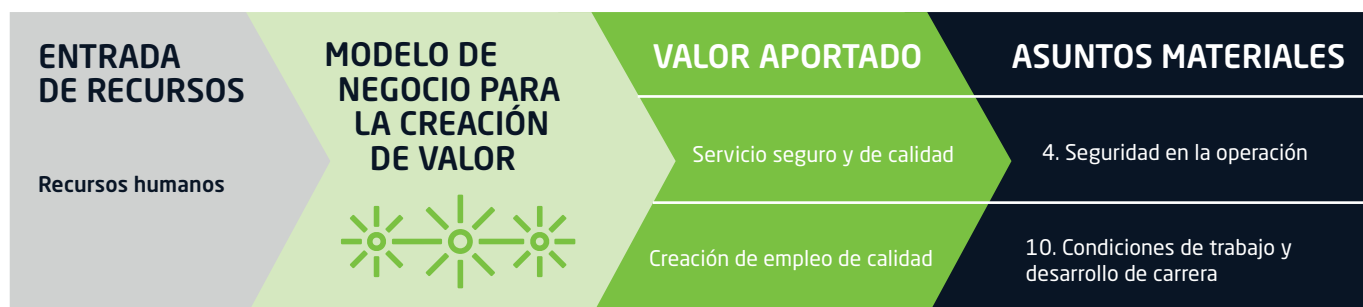 ENTRADA
DE RECURSOS
Recursos humanos
MODELO DE
NEGOCIO PARA
LA CREACIÓN
DE VALOR
VALOR APORTADO
Servicio seguro y de calidad
Creación de empleo de calidad
ASUNTOS MATERIALES
4. Seguridad en la operación
10. Condiciones de trabajo y
desarrollo de carrera